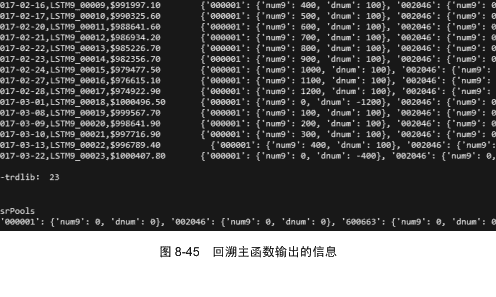 017-02-16,LSTM9_00009,$991997.10 {'000001': {'num9': 400, 'dnum': 100}, '002046': {'num9': 0
017-02-20,LSTM9_00010,$990325.60 {'000001': {'num9': 500, 'dnum': 100}, '002046': {'num9': 0
017-02-20,LSTM9_00011,$988641.60 {'000001': {'num9': 600, 'dnum': 100}, '002046': {'num9': 0
017-02-21,LSTM9_00012,$986934.90 {'000001': {'num9': 700, 'dnum': 100}, '002046': {'num9': 0
017-02-22,LSTM9_00013,$985226.70 {'000001': {'num9': 800, 'dnum': 100}, '002046': {'num9': 0
017-02-23,LSTM9_00014,$982356.70 {'000001': {'num9': 900, 'dnum': 100}, '002046': {'num9': 0
017-02-24,LSTM9_00015,$979477.50 {'000001': {'num9': 1000, 'dnum': 100}, '002046': {'num9':
017-02-27,LSTM9_00016,$976615.10 {'000001': {'num9': 1100, 'dnum': 100}, '002046': {'num9':
017-02-28,LSTM9_00017,$974922.90 {'000001': {'num9': 1200, 'dnum': 100}, '002046': {'num9':
017-03-01,LSTM9_00018,$1000496.50 {'000001': {'num9': 0, 'dnum': -1200}, '002046': {'num9':
017-03-08,LSTM9_00019,$999567.70 {'000001': {'num9': 100, 'dnum': 100}, '002046': {'num9': 0
017-03-09,LSTM9_00020,$998641.90 {'000001': {'num9': 200, 'dnum': 100}, '002046': {'num9': 0
017-03-10,LSTM9_00021,$997716.90 {'000001': {'num9': 300, 'dnum': 100}, '002046': {'num9': 0
017-03-13,LSTM9_00022,$996789.40 {'000001': {'num9': 400, 'dnum': 100}, '002046': {'num9':
017-03-22,LSTM9_00023,$1000407.80 {'000001': {'num9': 0, 'dnum': -400}, '002046': {'num9': 0,
-trdlib: 23
srPools
'000001': {'num9': 0, 'dnum': 0}, '002046': {'num9': 0, 'dnum': 0}, '600663': {'num9': 0, 'dnum': 0
图 8-45 回溯主函数输出的信息